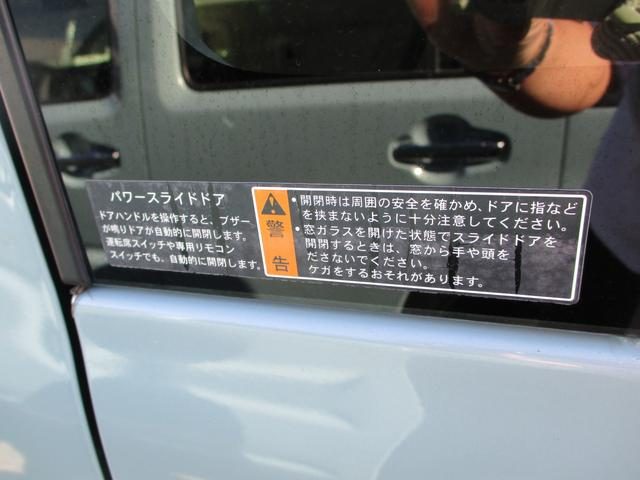 パワースライドドア
ドアハンドルを操作すると、ブザー
が鳴りドアが自動的に開閉します。
運転席スイッチや専用リモコン
スイッチでも、自動的に開閉します。
警告
•開閉時は周囲の安全を確かめ、ドアに指など
を挟まないように十分注意してください。
•窓ガラスを開けた状態でスライドドアを
開閉するときは、窓から手や頭を
ださないでください。
ケガをするおそれがあります。